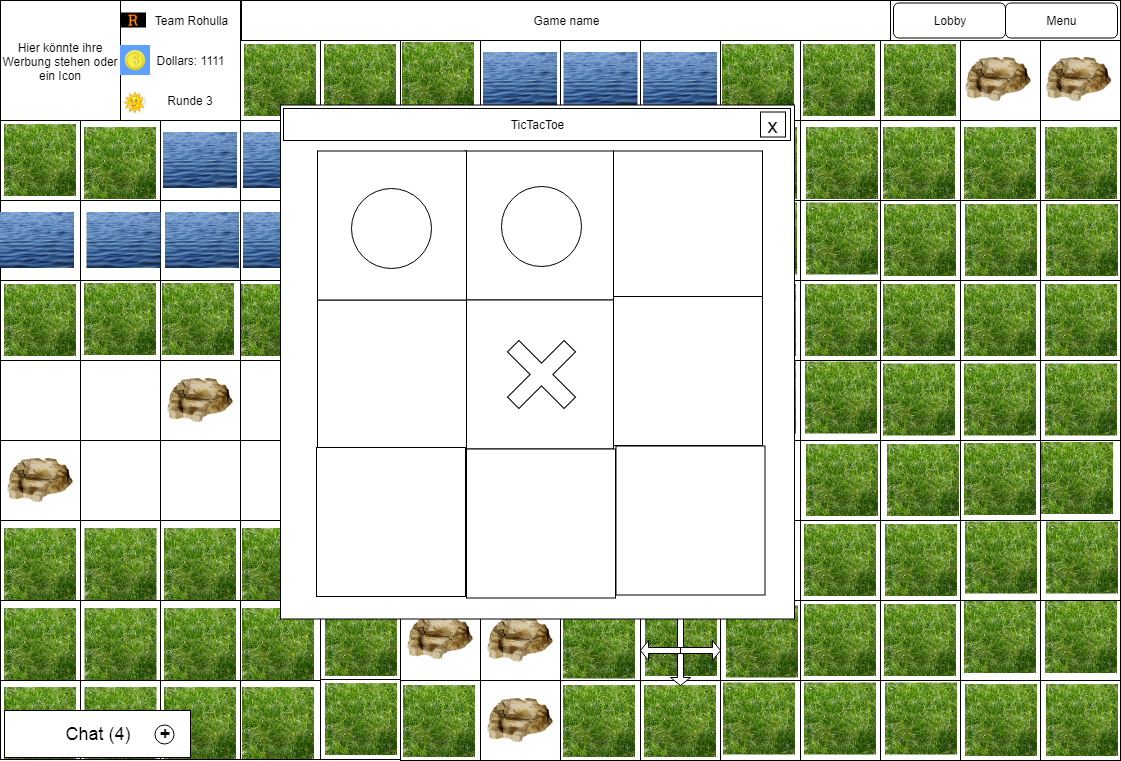 Hier könnte ihre
Werbung stehen oder
ein Icon
R
Team Rohulla
Dollars: 1111
Runde 3
Game name
Lobby
Menu
TicTacToe
x
Chat (4)
+